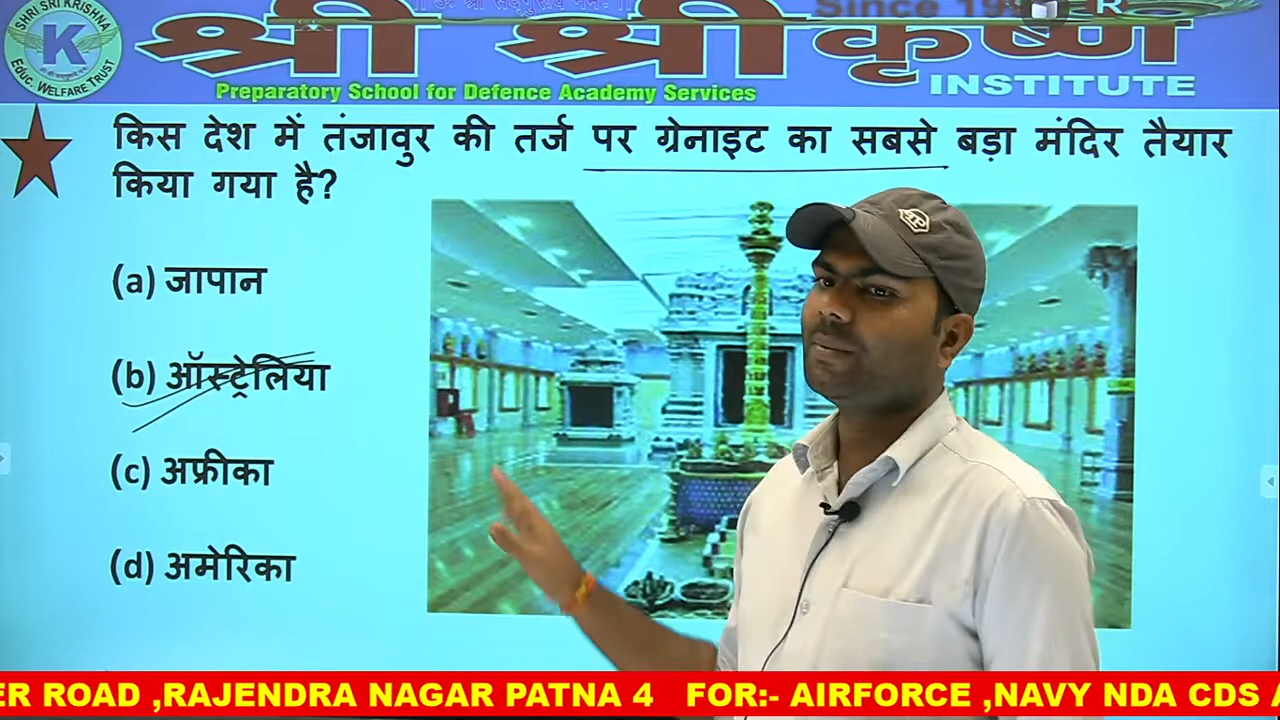 Since
SHRI SRI KRISHNA
K
EDUC. WELFARE TRUST
श्री श्रीकृष्ण
INSTITUTE
Preparatory School for Defence Academy Services
किस देश में तंजावुर की तर्ज पर ग्रेनाइट का सबसे बड़ा मंदिर तैयार
किया गया है?
(a) जापान
(b) ऑस्ट्रेलिया
(c) अफ्रीका
(d) अमेरिका
ER ROAD ,RAJENDRA NAGAR PATNA 4 FOR:- AIRFORCE ,NAVY NDA CDS A